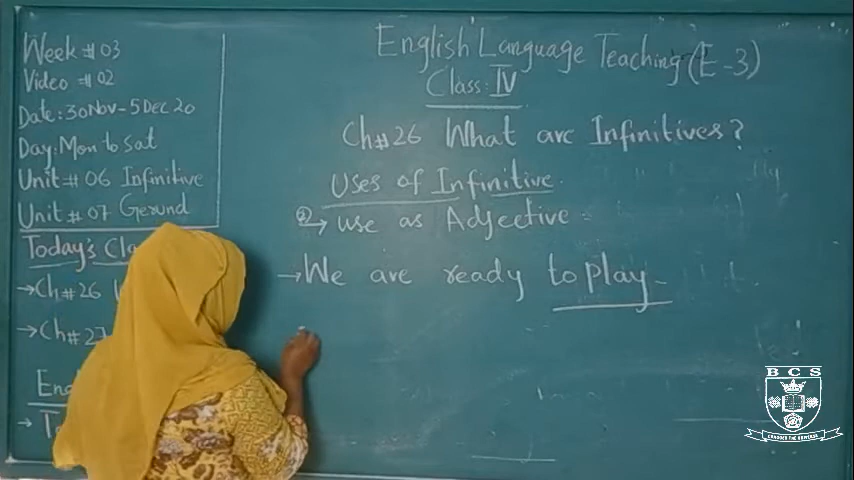 Week # 03
Video # 02
Date: 30Nov-5Dec 20
Day: Mon to Sat
Unit # 06 Infinitive
Unit # 07 Gerund
Today's
→Ch#26
→Ch#27
English Language Teaching (E-3)
Class: IV
Ch#26 What are Infinitives?
Uses of Infinitive
② → use as Adjective:
→ We are ready to play.
BCS